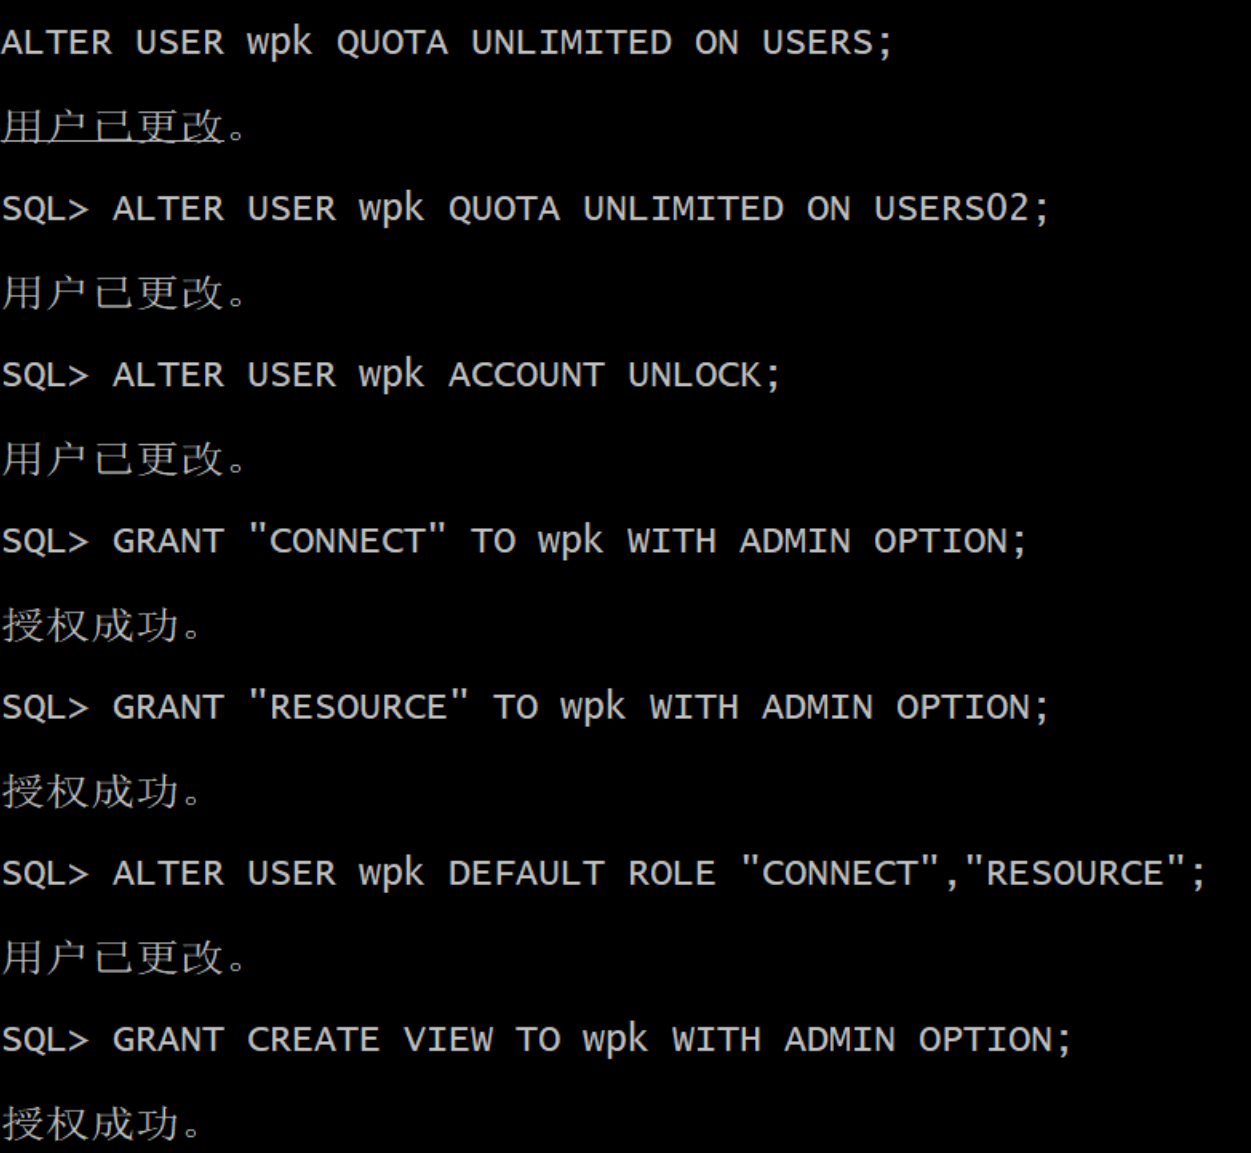 ALTER USER wpk QUOTA UNLIMITED ON USERS;
用户已更改。
SQL> ALTER USER wpk QUOTA UNLIMITED ON USERS02;
用户已更改。
SQL> ALTER USER wpk ACCOUNT UNLOCK;
用户已更改。
SQL> GRANT "CONNECT" TO wpk WITH ADMIN OPTION;
授权成功。
SQL> GRANT "RESOURCE" TO wpk WITH ADMIN OPTION;
授权成功。
SQL> ALTER USER wpk DEFAULT ROLE "CONNECT","RESOURCE";
用户已更改。
SQL> GRANT CREATE VIEW TO wpk WITH ADMIN OPTION;
授权成功。